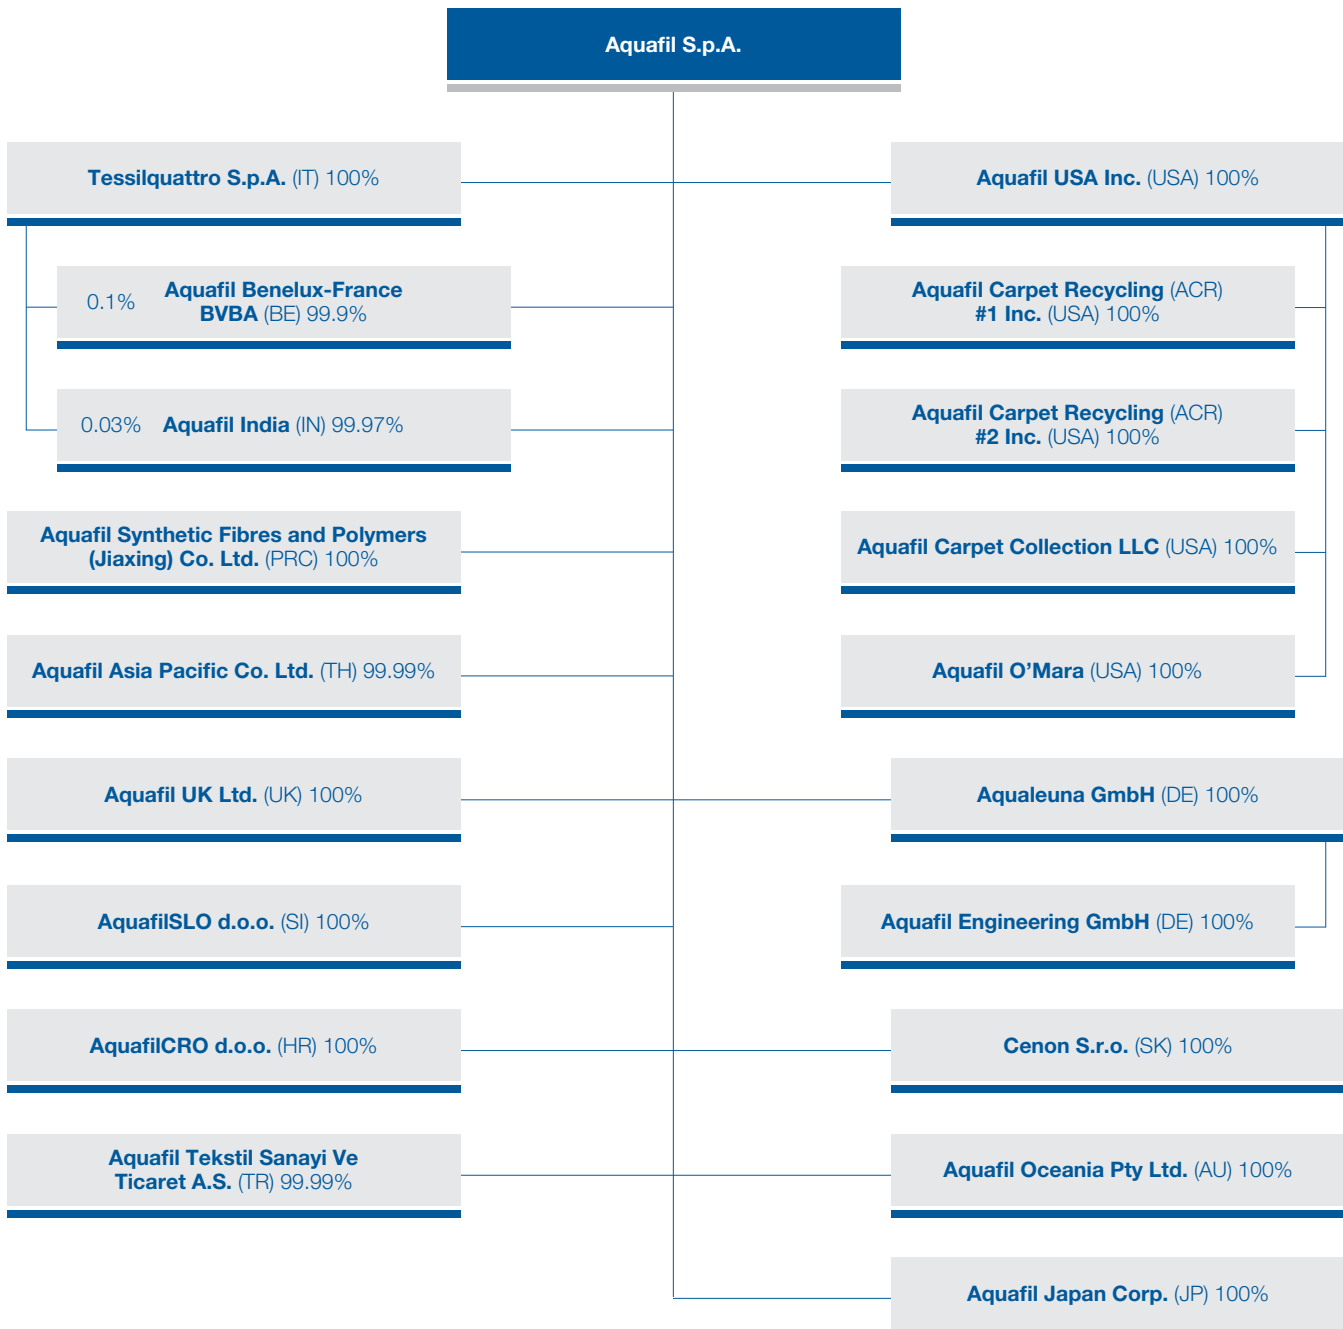 Aquafil S.p.A.
Tessilquattro S.p.A. (IT) 100%
0.1%
Aquafil Benelux-France
BVBA (BE) 99.9%
0.03%
Aquafil India (IN) 99.97%
Aquafil Synthetic Fibres and Polymers
(Jiaxing) Co. Ltd. (PRC) 100%
Aquafil Asia Pacific Co. Ltd. (TH) 99.99%
Aquafil UK Ltd. (UK) 100%
AquafilSLO d.o.o. (SI) 100%
AquafilCRO d.o.o. (HR) 100%
Aquafil Tekstil Sanayi Ve
Ticaret A.S. (TR) 99.99%
Aquafil USA Inc. (USA) 100%
Aquafil Carpet Recycling (ACR)
#1 Inc. (USA) 100%
Aquafil Carpet Recycling (ACR)
#2 Inc. (USA) 100%
Aquafil Carpet Collection LLC (USA) 100%
Aquafil O’Mara (USA) 100%
Aqualeuna GmbH (DE) 100%
Aquafil Engineering GmbH (DE) 100%
Cenon S.r.o. (SK) 100%
Aquafil Oceania Pty Ltd. (AU) 100%
Aquafil Japan Corp. (JP) 100%